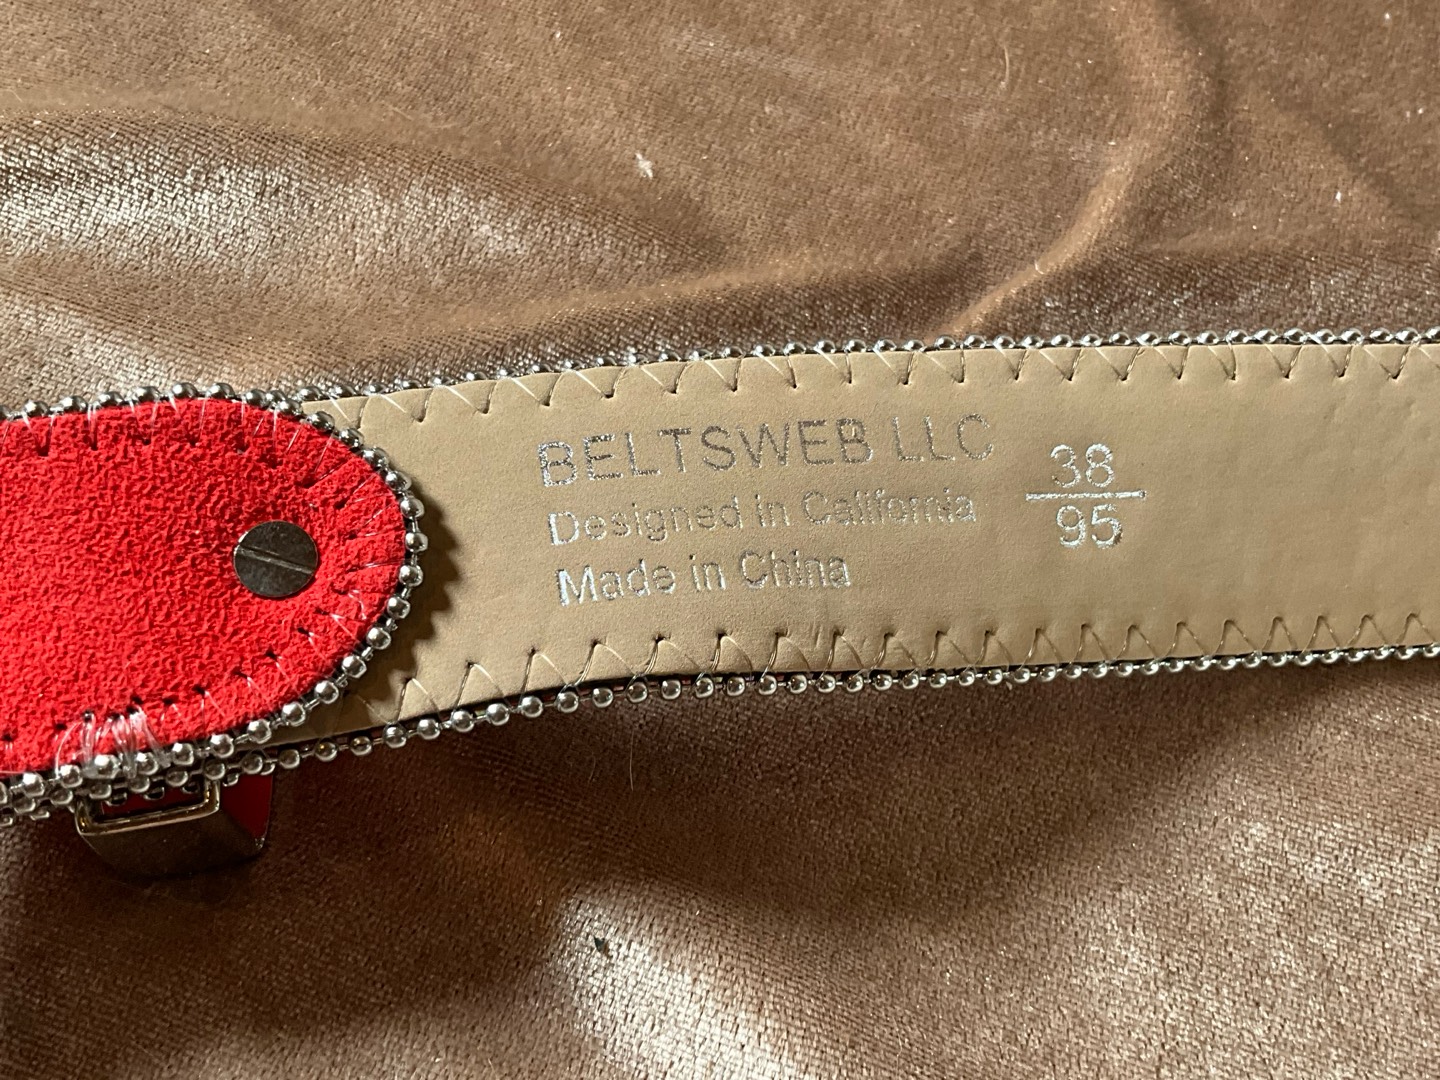 BELTSWEB LLC
Designed in California
Made in China
38
95